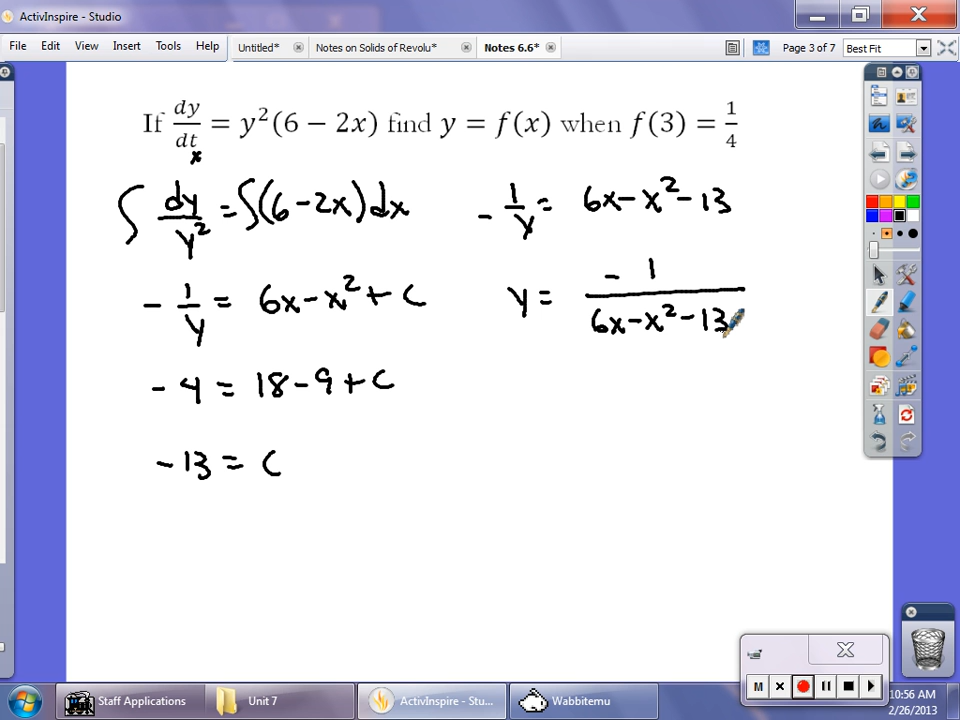 ActivInspire - Studio
File Edit View Insert Tools Help
Untitled* Notes on Solids of Revolu* Notes 6.6*
Page 3 of 7 Best Fit
If dy/dt = y²(6 − 2x) find y = f(x) when f(3) = 1/4
x
∫ dy/y² = ∫(6-2x)dx
- 1/y = 6x-x²+C
-4 = 18-9+C
-13 = C
- 1/y = 6x-x²-13
y = -1/(6x-x²-13)
M
Staff Applications Unit 7 ActivInspire - Stu... Wabbitemu
10:56 AM
2/26/2013